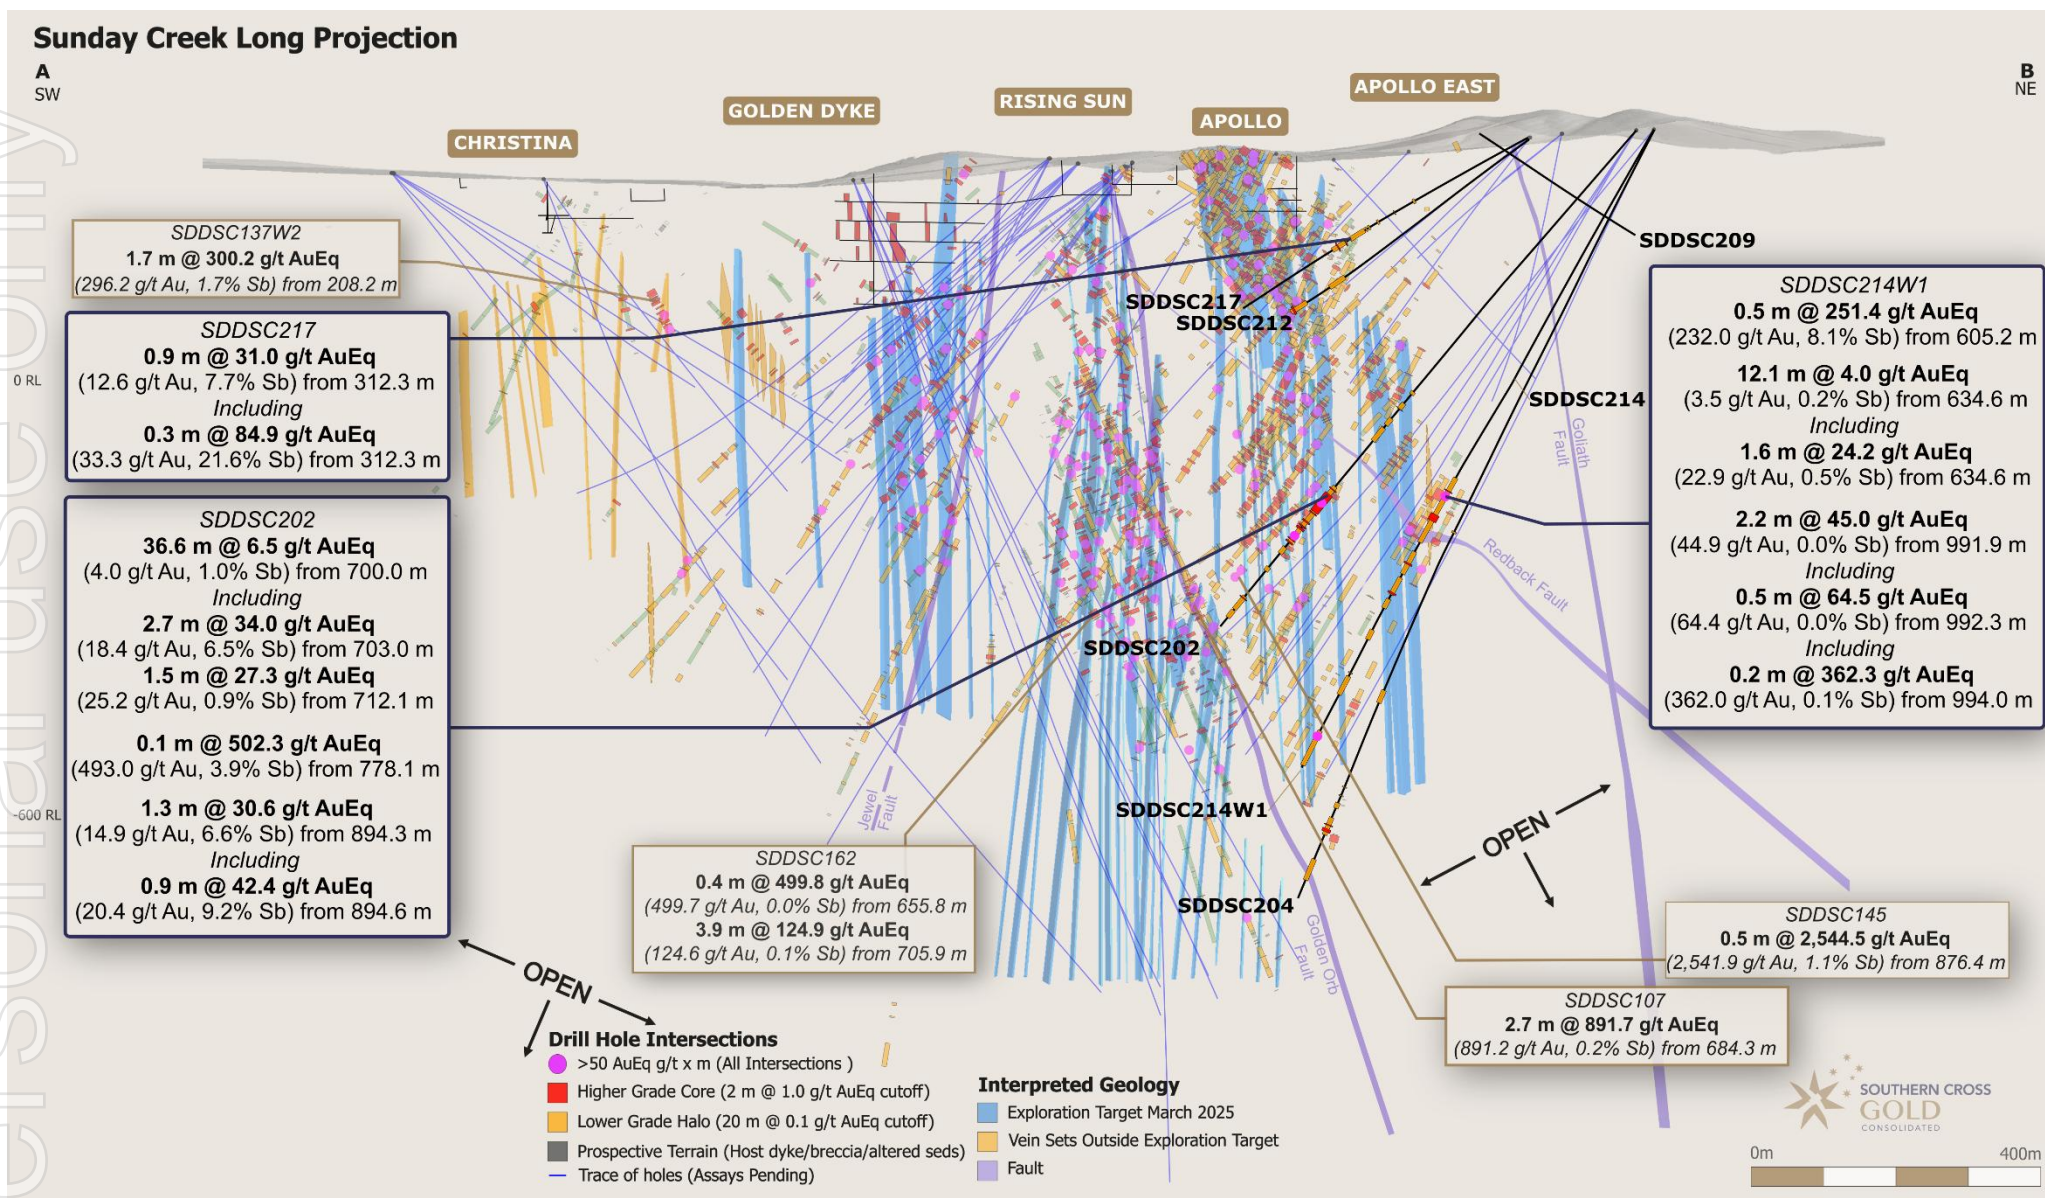 Sunday Creek Long Projection
A
SW
B
NE
CHRISTINA
GOLDEN DYKE
RISING SUN
APOLLO
APOLLO EAST
SDDSC137W2
1.7 m @ 300.2 g/t AuEq
(296.2 g/t Au, 1.7% Sb) from 208.2 m
SDDSC217
0.9 m @ 31.0 g/t AuEq
(12.6 g/t Au, 7.7% Sb) from 312.3 m
Including
0.3 m @ 84.9 g/t AuEq
(33.3 g/t Au, 21.6% Sb) from 312.3 m
SDDSC202
36.6 m @ 6.5 g/t AuEq
(4.0 g/t Au, 1.0% Sb) from 700.0 m
Including
2.7 m @ 34.0 g/t AuEq
(18.4 g/t Au, 6.5% Sb) from 703.0 m
1.5 m @ 27.3 g/t AuEq
(25.2 g/t Au, 0.9% Sb) from 712.1 m
0.1 m @ 502.3 g/t AuEq
(493.0 g/t Au, 3.9% Sb) from 778.1 m
1.3 m @ 30.6 g/t AuEq
(14.9 g/t Au, 6.6% Sb) from 894.3 m
Including
0.9 m @ 42.4 g/t AuEq
(20.4 g/t Au, 9.2% Sb) from 894.6 m
0 RL
-600 RL
SDDSC209
SDDSC217
SDDSC212
SDDSC214
SDDSC202
SDDSC214W1
SDDSC204
Goliath
Fault
Redback Fault
Jewel
Fault
Golden Orb
Fault
SDDSC214W1
0.5 m @ 251.4 g/t AuEq
(232.0 g/t Au, 8.1% Sb) from 605.2 m
12.1 m @ 4.0 g/t AuEq
(3.5 g/t Au, 0.2% Sb) from 634.6 m
Including
1.6 m @ 24.2 g/t AuEq
(22.9 g/t Au, 0.5% Sb) from 634.6 m
2.2 m @ 45.0 g/t AuEq
(44.9 g/t Au, 0.0% Sb) from 991.9 m
Including
0.5 m @ 64.5 g/t AuEq
(64.4 g/t Au, 0.0% Sb) from 992.3 m
Including
0.2 m @ 362.3 g/t AuEq
(362.0 g/t Au, 0.1% Sb) from 994.0 m
OPEN
OPEN
SDDSC162
0.4 m @ 499.8 g/t AuEq
(499.7 g/t Au, 0.0% Sb) from 655.8 m
3.9 m @ 124.9 g/t AuEq
(124.6 g/t Au, 0.1% Sb) from 705.9 m
SDDSC145
0.5 m @ 2,544.5 g/t AuEq
(2,541.9 g/t Au, 1.1% Sb) from 876.4 m
SDDSC107
2.7 m @ 891.7 g/t AuEq
(891.2 g/t Au, 0.2% Sb) from 684.3 m
Drill Hole Intersections
>50 AuEq g/t x m (All Intersections )
Higher Grade Core (2 m @ 1.0 g/t AuEq cutoff)
Lower Grade Halo (20 m @ 0.1 g/t AuEq cutoff)
Prospective Terrain (Host dyke/breccia/altered seds)
Trace of holes (Assays Pending)
Interpreted Geology
Exploration Target March 2025
Vein Sets Outside Exploration Target
Fault
SOUTHERN CROSS
GOLD
CONSOLIDATED
0m
400m